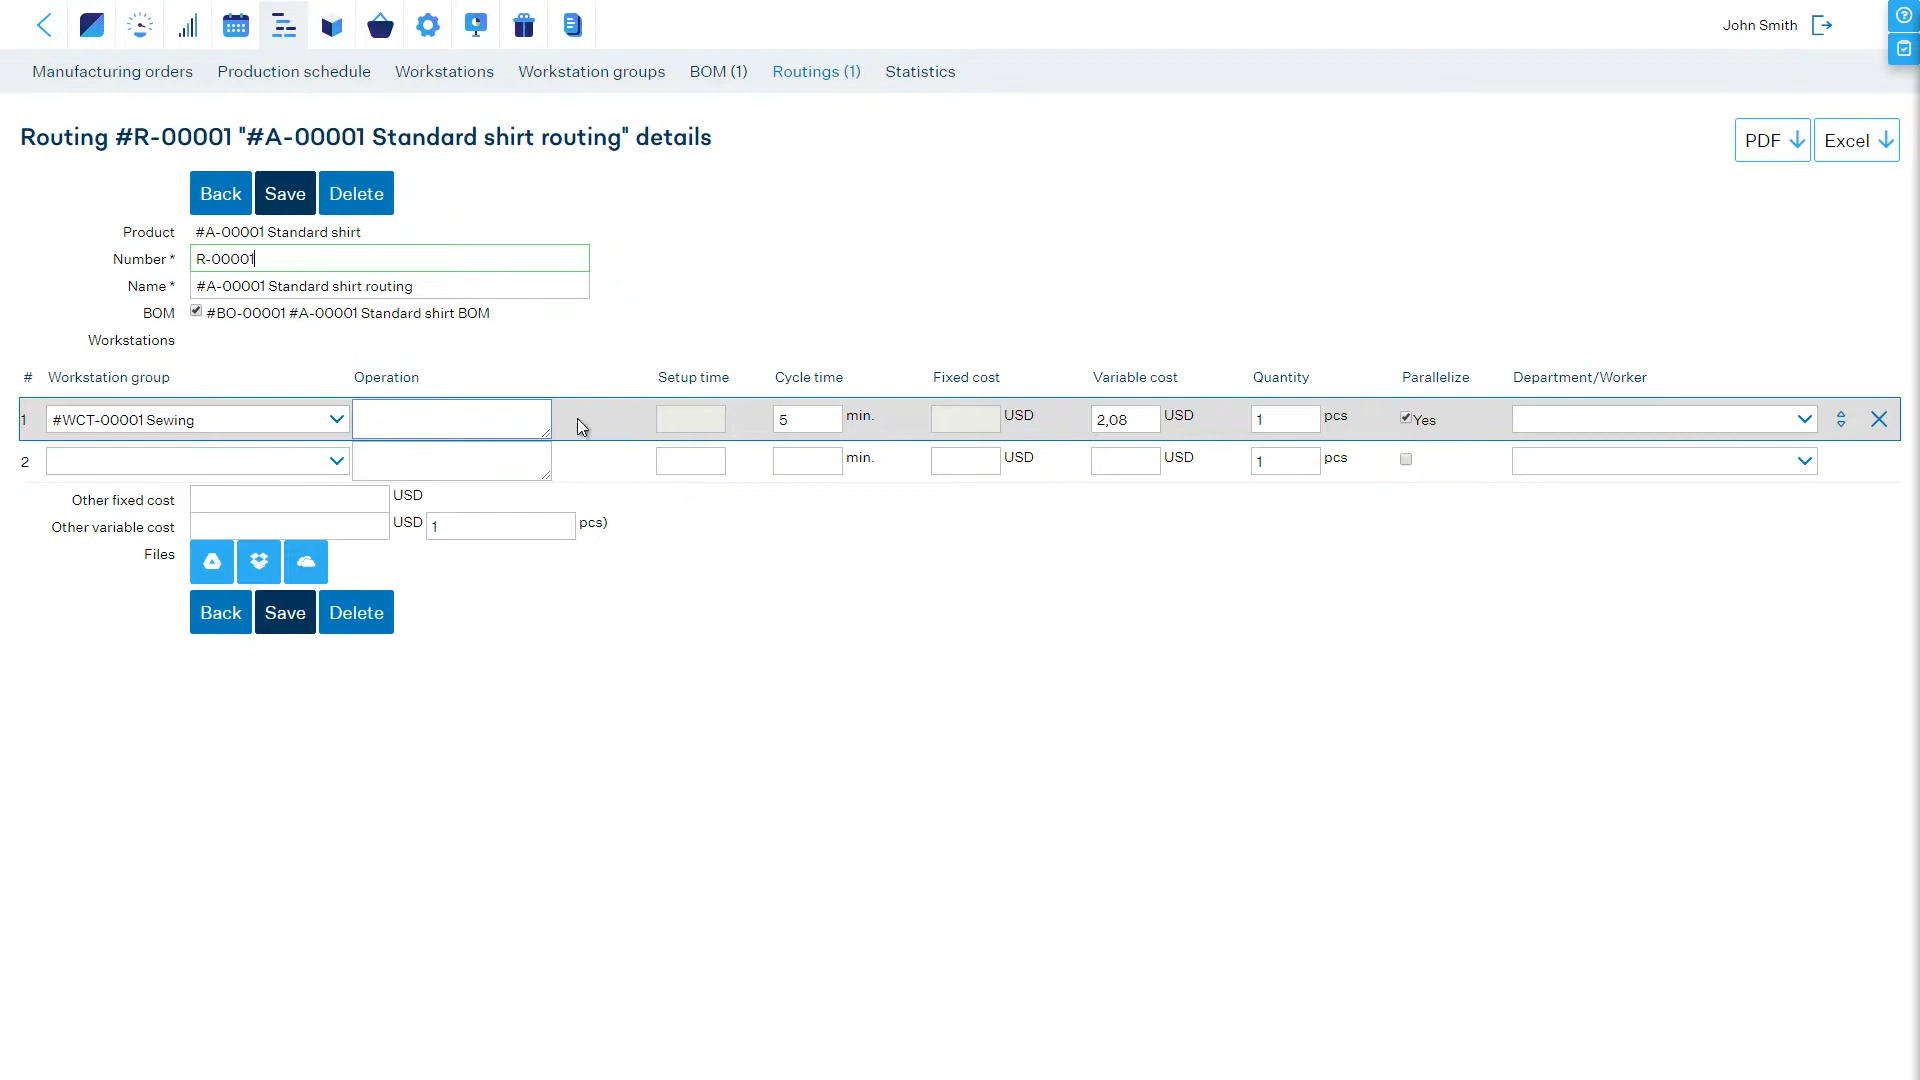 John Smith
Manufacturing orders Production schedule Workstations Workstation groups BOM (1) Routings (1) Statistics
Routing #R-00001 "#A-00001 Standard shirt routing" details
PDF Excel
Back Save Delete
Product #A-00001 Standard shirt
Number * R-00001
Name * #A-00001 Standard shirt routing
BOM #BO-00001 #A-00001 Standard shirt BOM
Workstations
# Workstation group Operation Setup time Cycle time Fixed cost Variable cost Quantity Parallelize Department/Worker
1 #WCT-00001 Sewing 5 min. USD 2,08 USD 1 pcs Yes
2 min. USD USD 1 pcs
Other fixed cost USD
Other variable cost USD 1 pcs)
Files
Back Save Delete